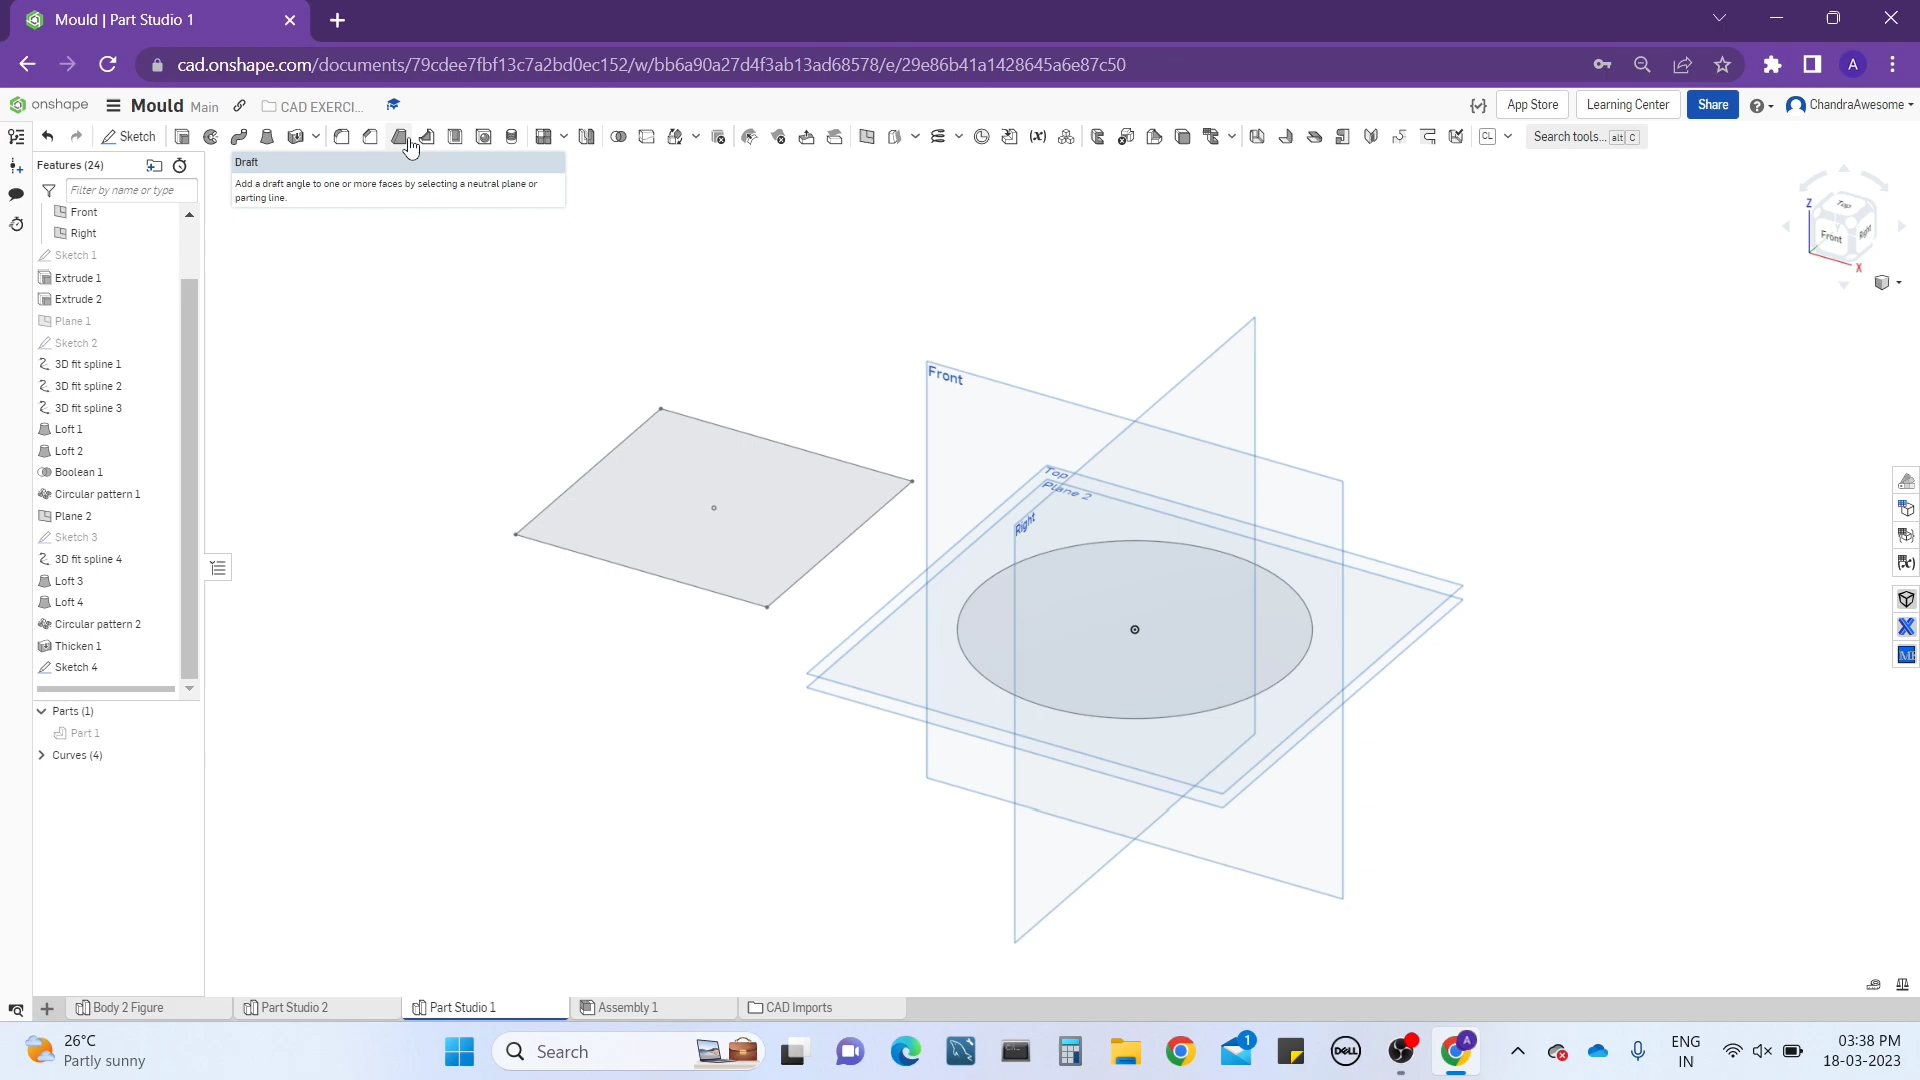 Mould | Part Studio 1
cad.onshape.com/documents/79cdee7fbf13c7a2bd0ec152/w/bb6a90a27d4f3ab13ad68578/e/29e86b41a1428645a6e87c50
A
onshape
Mould Main
CAD EXERCI...
App Store
Learning Center
Share
ChandraAwesome
Sketch
CL
Search tools... alt C
Features (24)
Filter by name or type
Front
Right
Sketch 1
Extrude 1
Extrude 2
Plane 1
Sketch 2
3D fit spline 1
3D fit spline 2
3D fit spline 3
Loft 1
Loft 2
Boolean 1
Circular pattern 1
Plane 2
Sketch 3
3D fit spline 4
Loft 3
Loft 4
Circular pattern 2
Thicken 1
Sketch 4
Parts (1)
Part 1
Curves (4)
Draft
Add a draft angle to one or more faces by selecting a neutral plane or
parting line.
Z
Top
Front
Right
X
Front
Top
Plane 2
Right
Body 2 Figure
Part Studio 2
Part Studio 1
Assembly 1
CAD Imports
26°C
Partly sunny
Search
DELL
1
A
ENG
IN
03:38 PM
18-03-2023